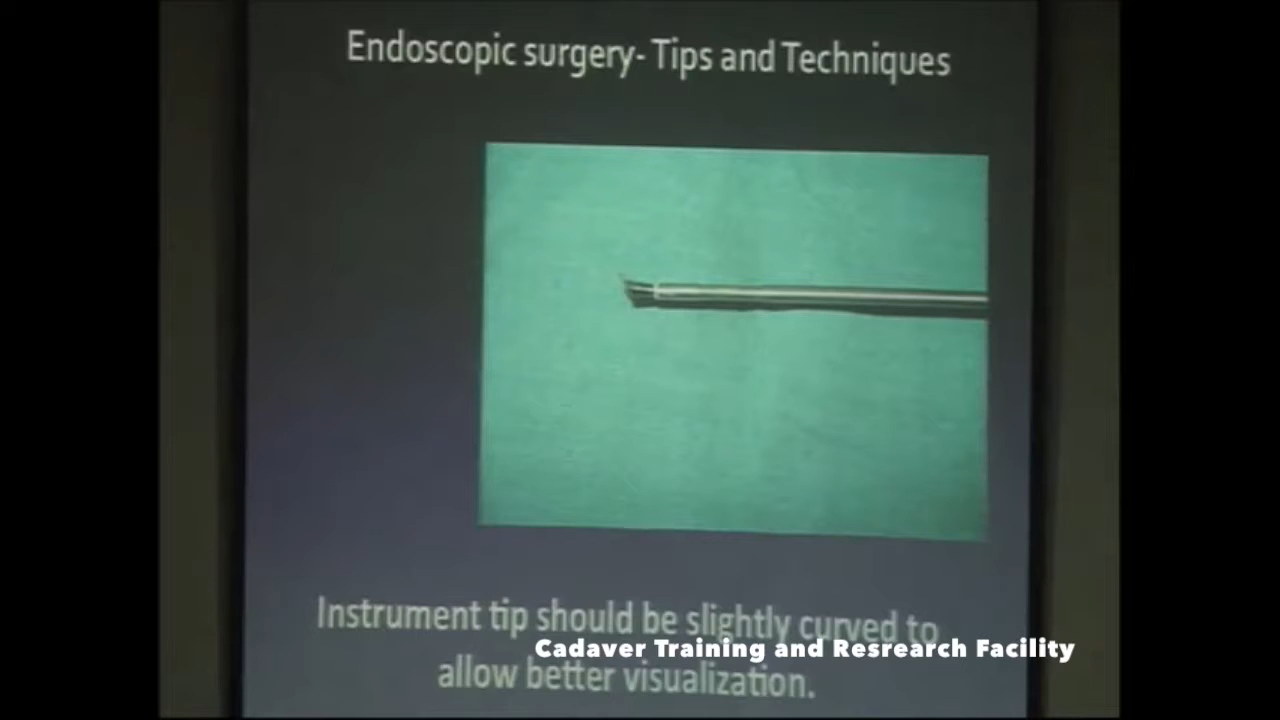 Endoscopic surgery- Tips and Techniques
Instrument tip should be slightly curved to
Cadaver Training and Resrearch Facility
allow better visualization.